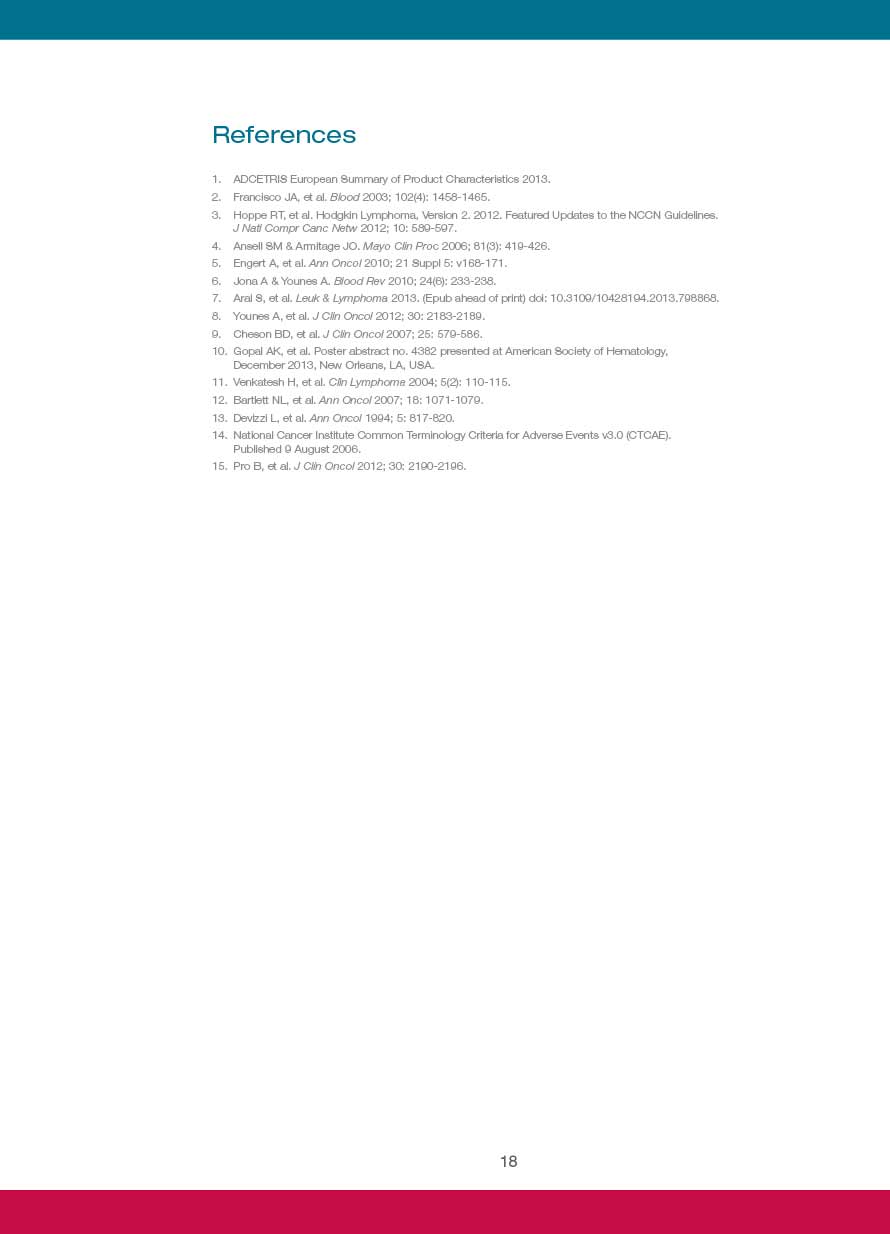 References
1. ADCETRIS European Summary of Product Characteristics 2013.
2. Francisco JA, et al. Blood 2003; 102(4): 1458-1465.
3. Hoppe RT, et al. Hodgkin Lymphoma, Version 2. 2012. Featured Updates to the NCCN Guidelines.
J Natl Compr Canc Netw 2012; 10: 589-597.
4. Ansell SM & Armitage JO. Mayo Clin Proc 2006; 81(3): 419-426.
5. Engert A, et al. Ann Oncol 2010; 21 Suppl 5: v168-171.
6. Jona A & Younes A. Blood Rev 2010; 24(6): 233-238.
7. Arai S, et al. Leuk & Lymphoma 2013. (Epub ahead of print) doi: 10.3109/10428194.2013.798868.
8. Younes A, et al. J Clin Oncol 2012; 30: 2183-2189.
9. Cheson BD, et al. J Clin Oncol 2007; 25: 579-586.
10. Gopal AK, et al. Poster abstract no. 4382 presented at American Society of Hematology,
December 2013, New Orleans, LA, USA.
11. Venkatesh H, et al. Clin Lymphoma 2004; 5(2): 110-115.
12. Bartlett NL, et al. Ann Oncol 2007; 18: 1071-1079.
13. Devizzi L, et al. Ann Oncol 1994; 5: 817-820.
14. National Cancer Institute Common Terminology Criteria for Adverse Events v3.0 (CTCAE).
Published 9 August 2006.
15. Pro B, et al. J Clin Oncol 2012; 30: 2190-2196.
18